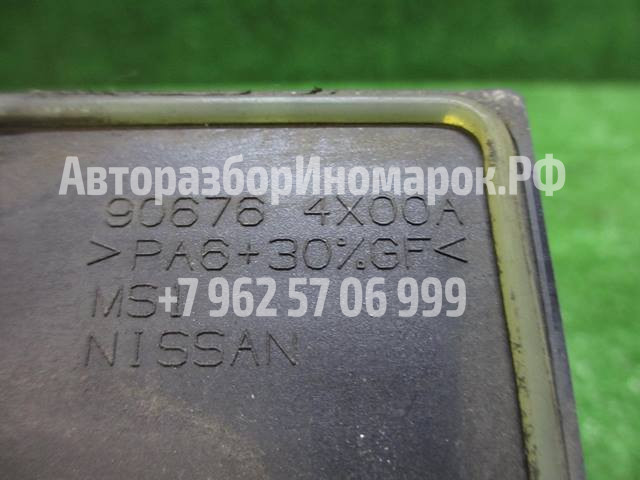 АвторазборИномарок.РФ
90676 4X00A
>PA6+30%GF<
+7 962 57 06 999
NISSAN